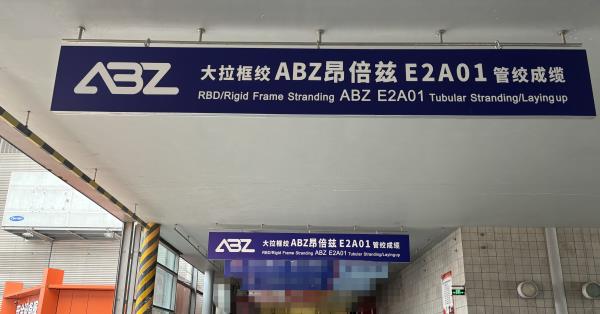 ABZ
大拉框绞 ABZ昂倍兹 E2A01 管绞成缆
RBD/Rigid Frame Stranding ABZ E2A01 Tubular Stranding/Laying up
ABZ
大拉框绞 ABZ昂倍兹 E2A01 管绞成缆
RBD/Rigid Frame Stranding ABZ E2A01 Tubular Stranding/Laying up